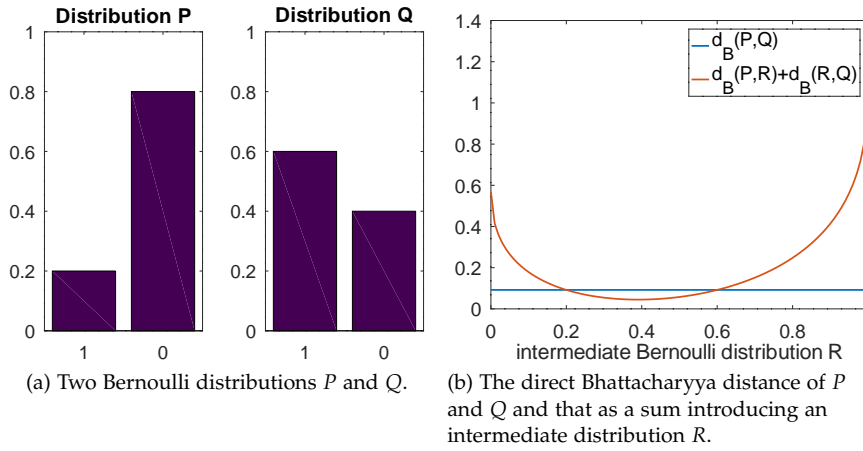 Distribution P
1
0.8
0.6
0.4
0.2
0
1 0
Distribution Q
1
0.8
0.6
0.4
0.2
0
1 0
(a) Two Bernoulli distributions P and Q.
1.4
1.2
1
0.8
0.6
0.4
0.2
0
0 0.2 0.4 0.6 0.8
d_B(P,Q)
d_B(P,R)+d_B(R,Q)
intermediate Bernoulli distribution R
(b) The direct Bhattacharyya distance of P
and Q and that as a sum introducing an
intermediate distribution R.